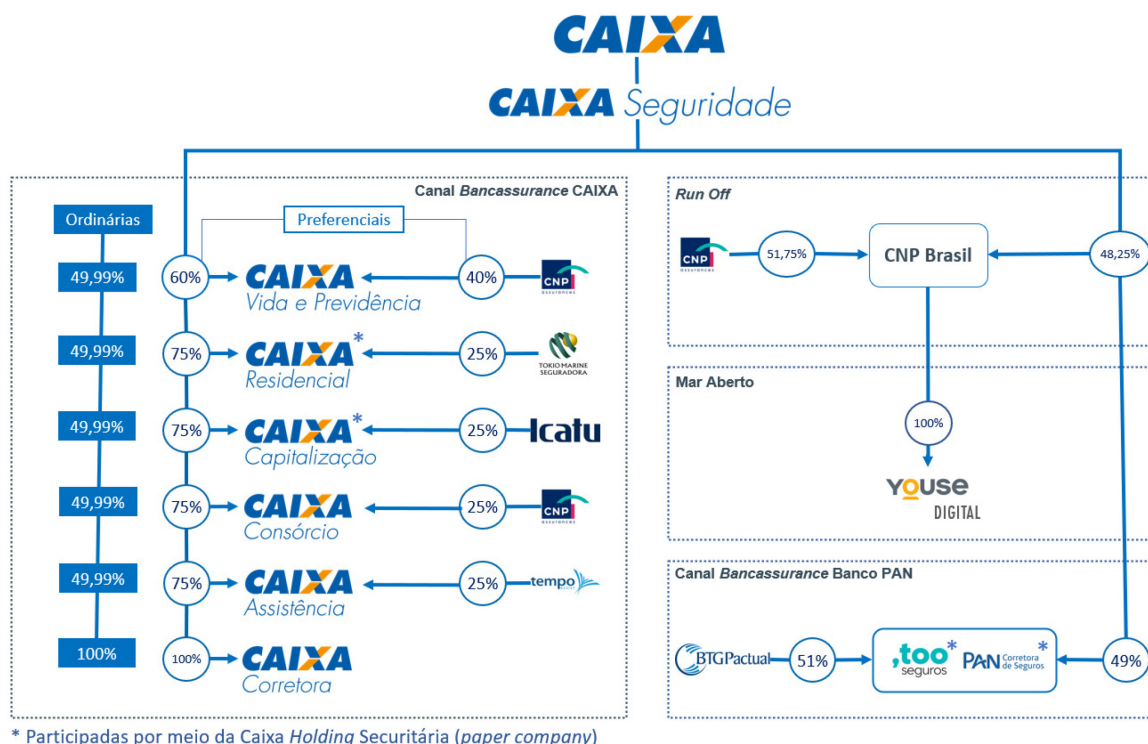 CAIXA
CAIXA Seguridade
Canal Bancassurance CAIXA
Ordinárias
Preferenciais
49,99%
60%
CAIXA
Vida e Previdência
40%
CNP
assurances
49,99%
75%
CAIXA*
Residencial
25%
TOKIO MARINE
SEGURADORA
49,99%
75%
CAIXA*
Capitalização
25%
Icatu
49,99%
75%
CAIXA
Consórcio
25%
CNP
assurances
49,99%
75%
CAIXA
Assistência
25%
tempo
100%
100%
CAIXA
Corretora
Run Off
CNP
assurances
51,75%
CNP Brasil
48,25%
Mar Aberto
100%
YOUSE
DIGITAL
Canal Bancassurance Banco PAN
BTGPactual
51%
,too*
seguros
PAN Corretora
de Seguros
*
49%
* Participadas por meio da Caixa Holding Securitária (paper company)